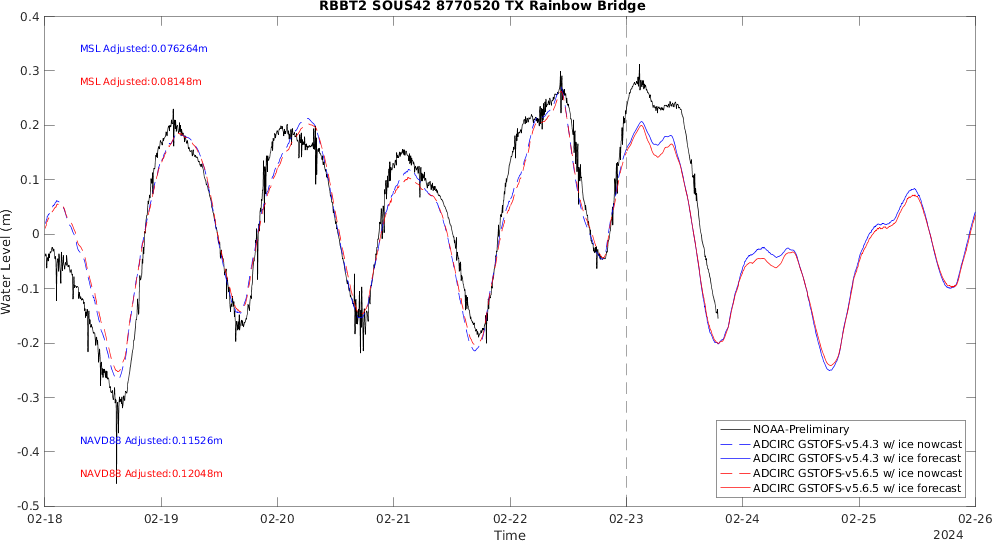 RBBT2 SOUS42 8770520 TX Rainbow Bridge
0.4
0.3
0.2
0.1
0
-0.1
-0.2
-0.3
-0.4
-0.5
Water Level (m)
MSL Adjusted:0.076264m
MSL Adjusted:0.08148m
NAVD88 Adjusted:0.11526m
NAVD88 Adjusted:0.12048m
NOAA-Preliminary
ADCIRC GSTOFS-v5.4.3 w/ ice nowcast
ADCIRC GSTOFS-v5.4.3 w/ ice forecast
ADCIRC GSTOFS-v5.6.5 w/ ice nowcast
ADCIRC GSTOFS-v5.6.5 w/ ice forecast
02-18 02-19 02-20 02-21 02-22 02-23 02-24 02-25 02-26
Time
2024